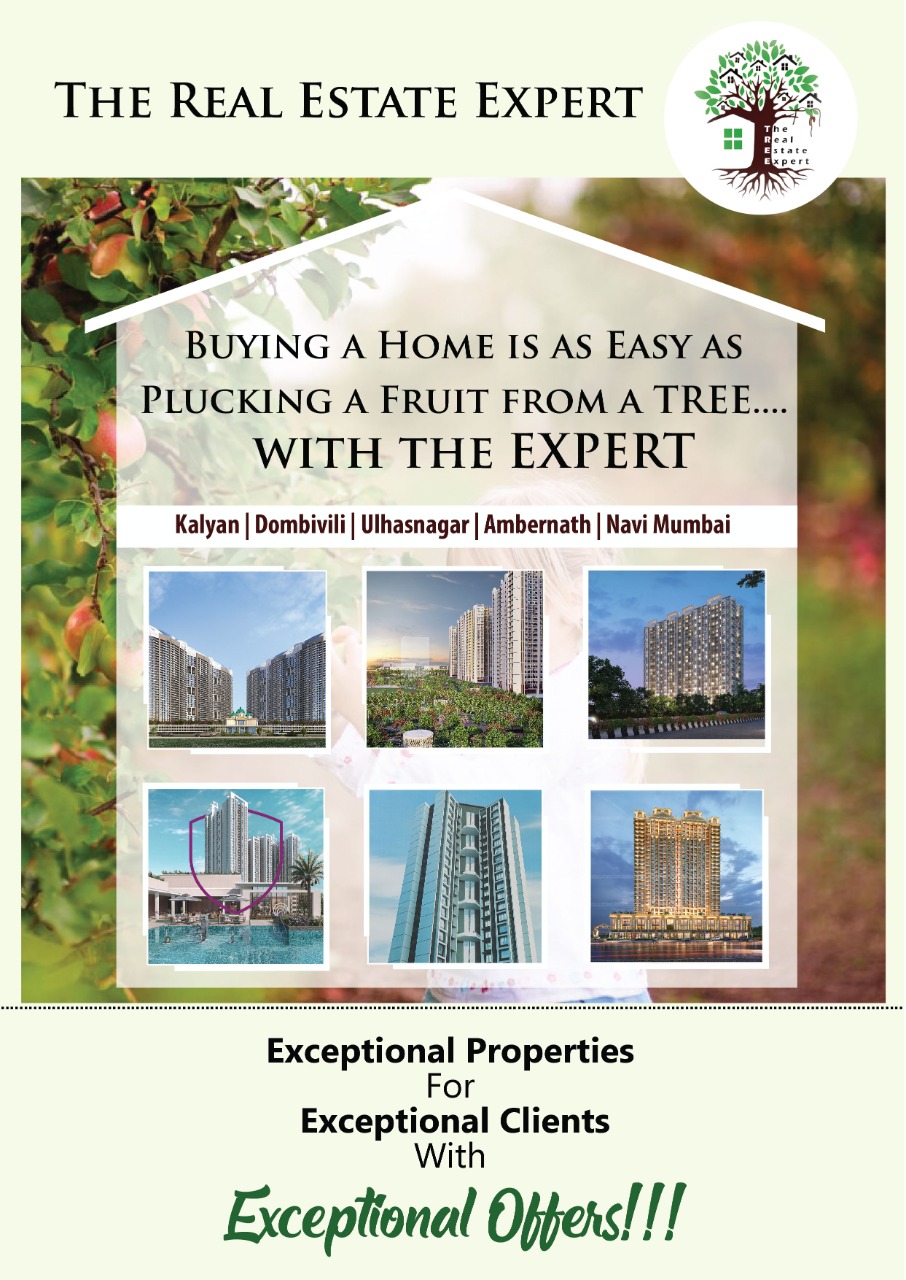 THE REAL ESTATE EXPERT
The
Real
Estate
Expert
BUYING A HOME IS AS EASY AS
PLUCKING A FRUIT FROM A TREE....
WITH THE EXPERT
Kalyan | Dombivili | Ulhasnagar | Ambernath | Navi Mumbai
Exceptional Properties
For
Exceptional Clients
With
Exceptional Offers!!!